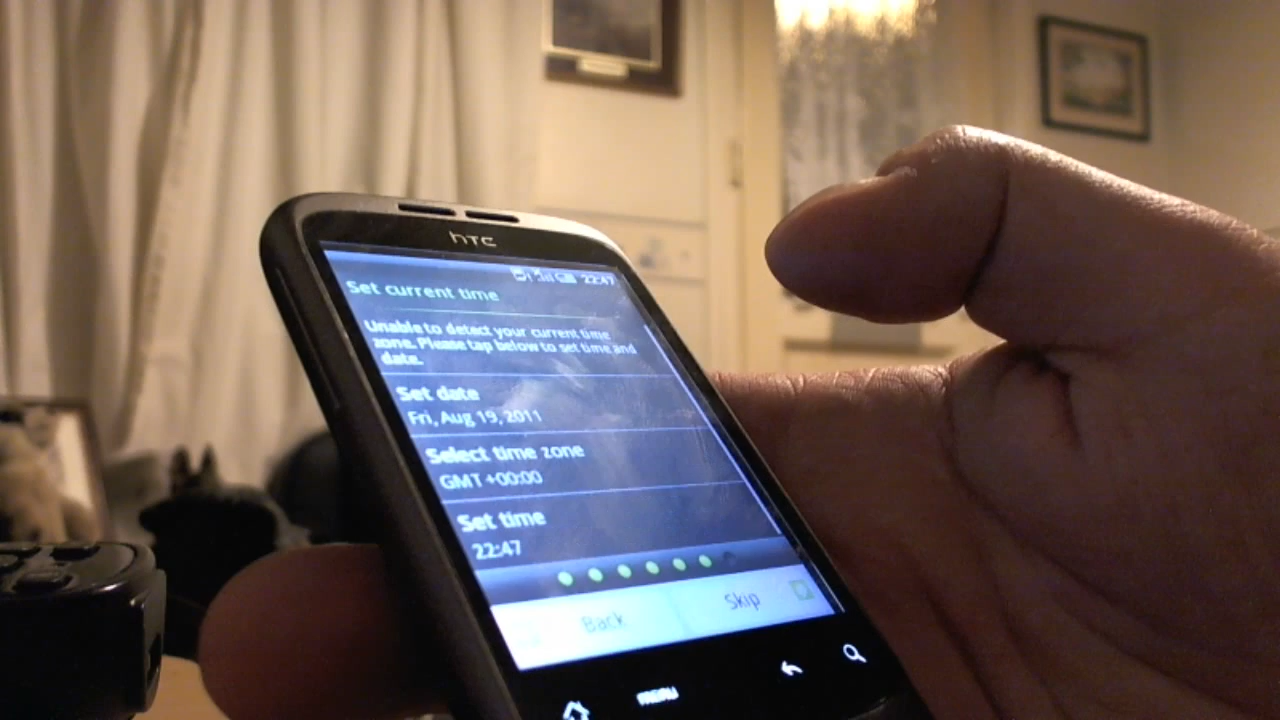 hTC
22:47
Set current time
Unable to detect your current time
zone. Please tap below to set time and
date.
Set date
Fri, Aug 19, 2011
Select time zone
GMT +00:00
Set time
22:47
Back
Skip
MENU